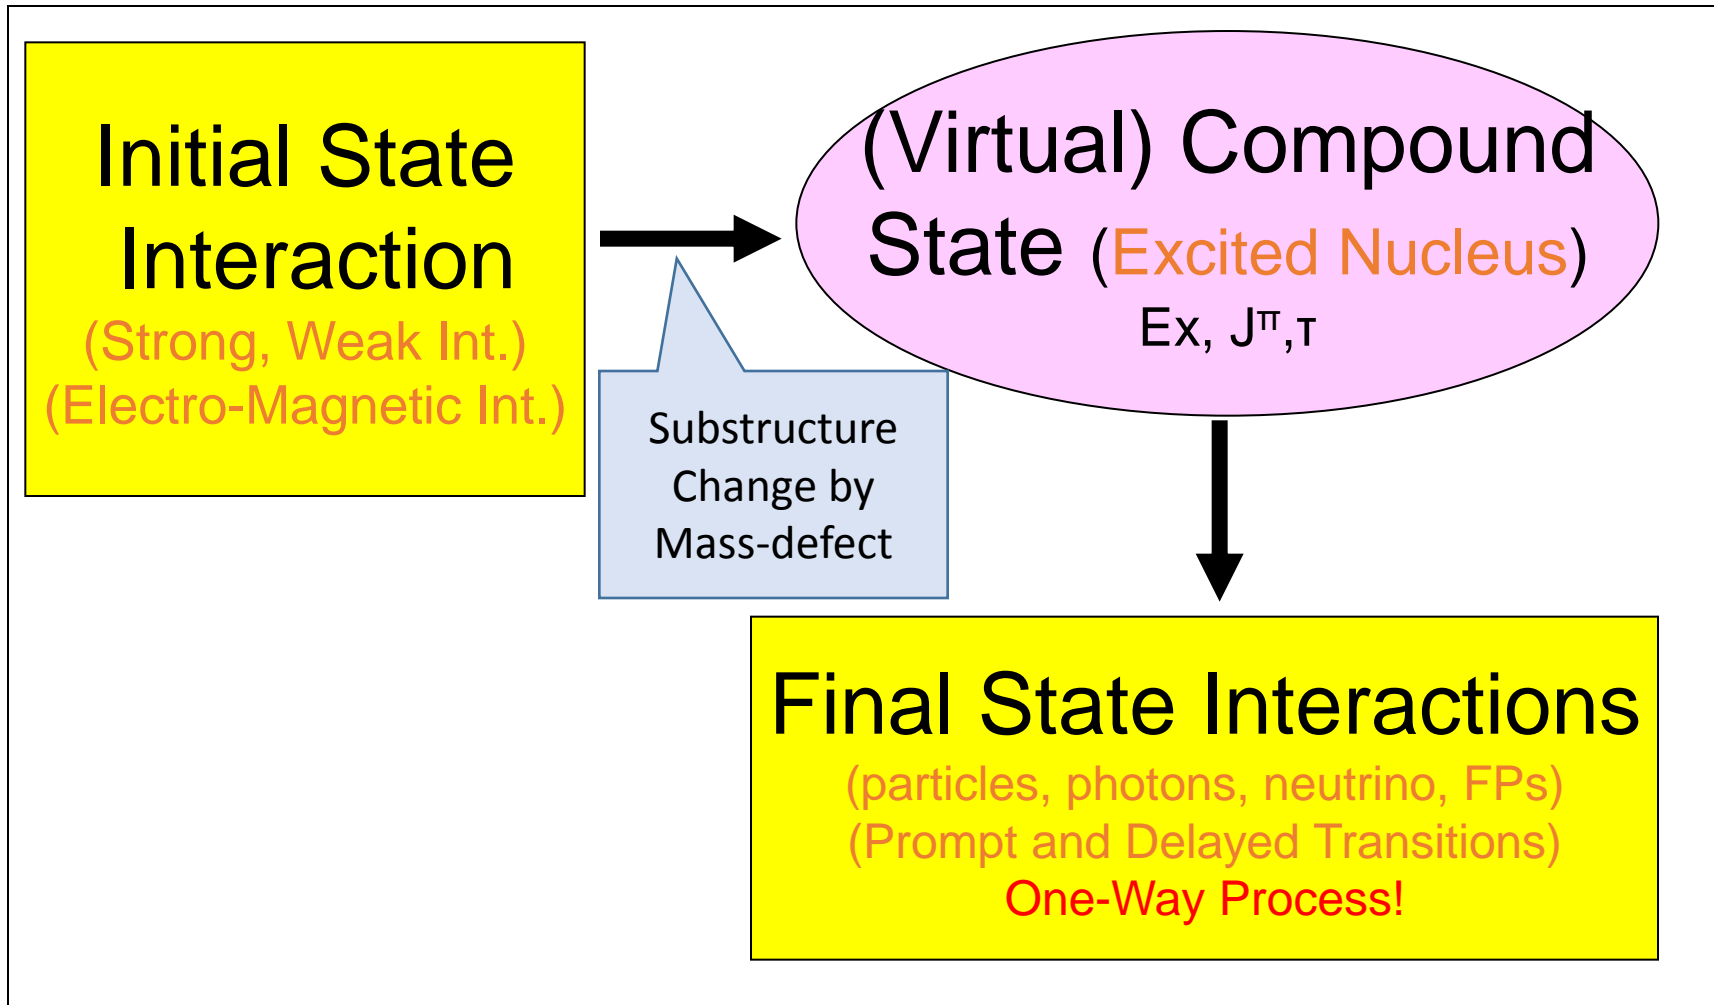 Initial State
Interaction
(Strong, Weak Int.)
(Electro-Magnetic Int.)
(Virtual) Compound
State (Excited Nucleus)
Ex, Jπ,τ
Substructure
Change by
Mass-defect
Final State Interactions
(particles, photons, neutrino, FPs)
(Prompt and Delayed Transitions)
One-Way Process!